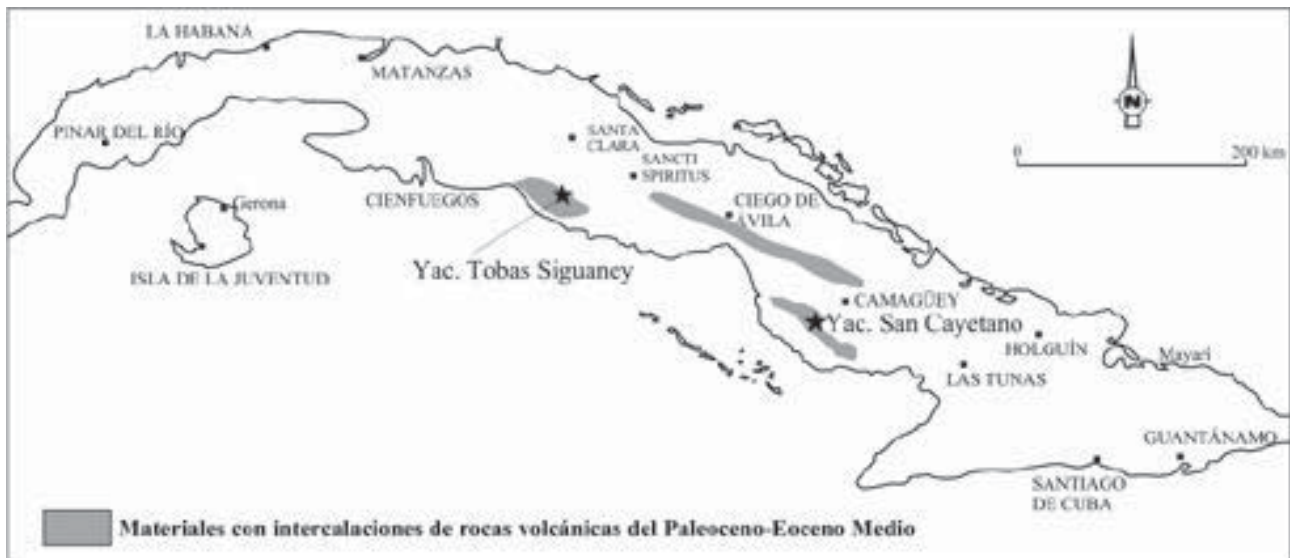 LA HABANA
MATANZAS
PINAR DEL RÍO
SANTA
CLARA
SANCTI
SPIRITUS
CIENFUEGOS
CIEGO DE
ÁVILA
Gerona
ISLA DE LA JUVENTUD
Yac. Tobas Siguaney
N
0
200 km
CAMAGÜEY
Yac. San Cayetano
HOLGUÍN
Mayarí
LAS TUNAS
GUANTÁNAMO
SANTIAGO
DE CUBA
Materiales con intercalaciones de rocas volcánicas del Paleoceno-Eoceno Medio